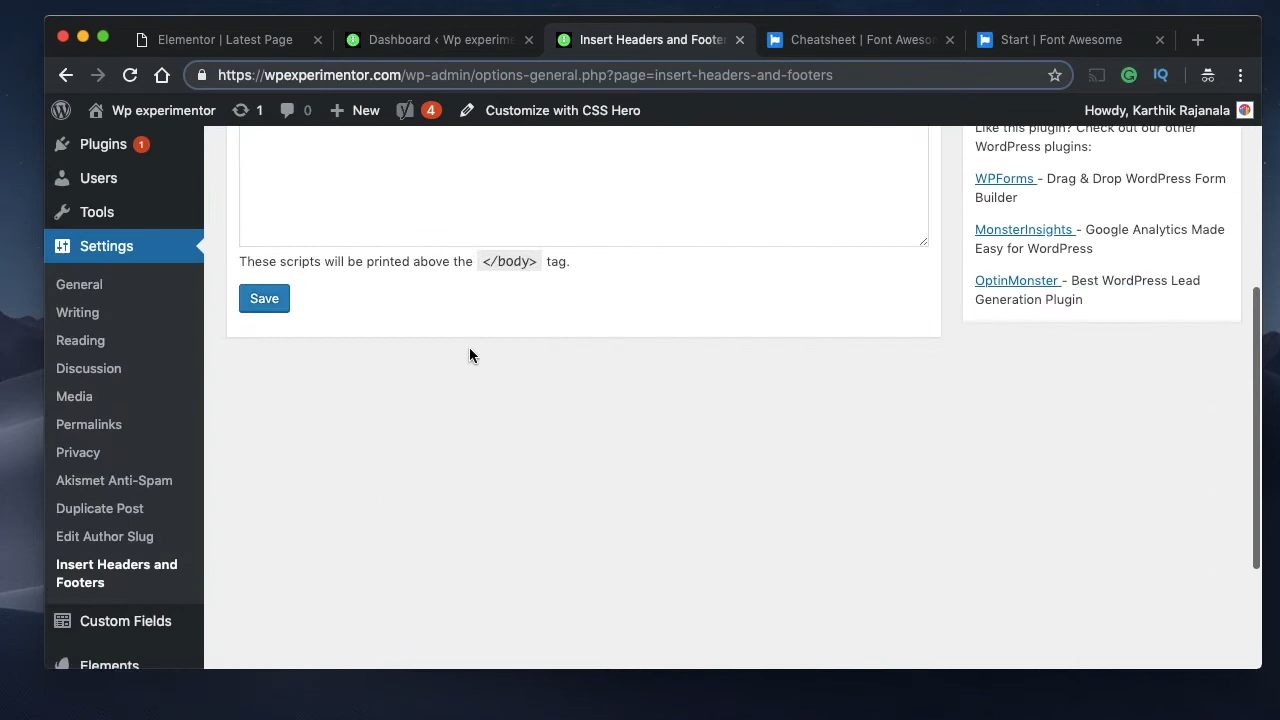 Elementor | Latest Page
Dashboard ‹ Wp experime
Insert Headers and Footer
Cheatsheet | Font Aweso
Start | Font Awesome
https://wpexperimentor.com/wp-admin/options-general.php?page=insert-headers-and-footers
IQ
Wp experimentor
1
0
New
4
Customize with CSS Hero
Howdy, Karthik Rajanala
Plugins 1
Users
Tools
Settings
General
Writing
Reading
Discussion
Media
Permalinks
Privacy
Akismet Anti-Spam
Duplicate Post
Edit Author Slug
Insert Headers and
Footers
Custom Fields
Elements
These scripts will be printed above the </body> tag.
Save
Like this plugin? Check out our other
WordPress plugins:
WPForms - Drag & Drop WordPress Form
Builder
MonsterInsights - Google Analytics Made
Easy for WordPress
OptinMonster - Best WordPress Lead
Generation Plugin